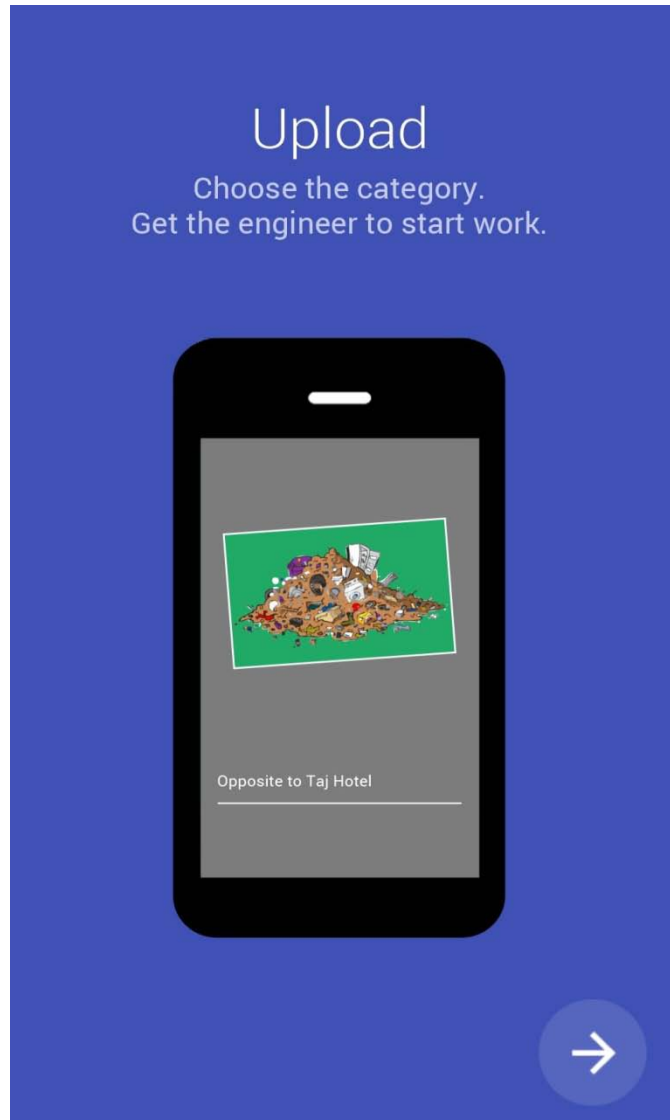 Upload
Choose the category.
Get the engineer to start work.
Opposite to Taj Hotel